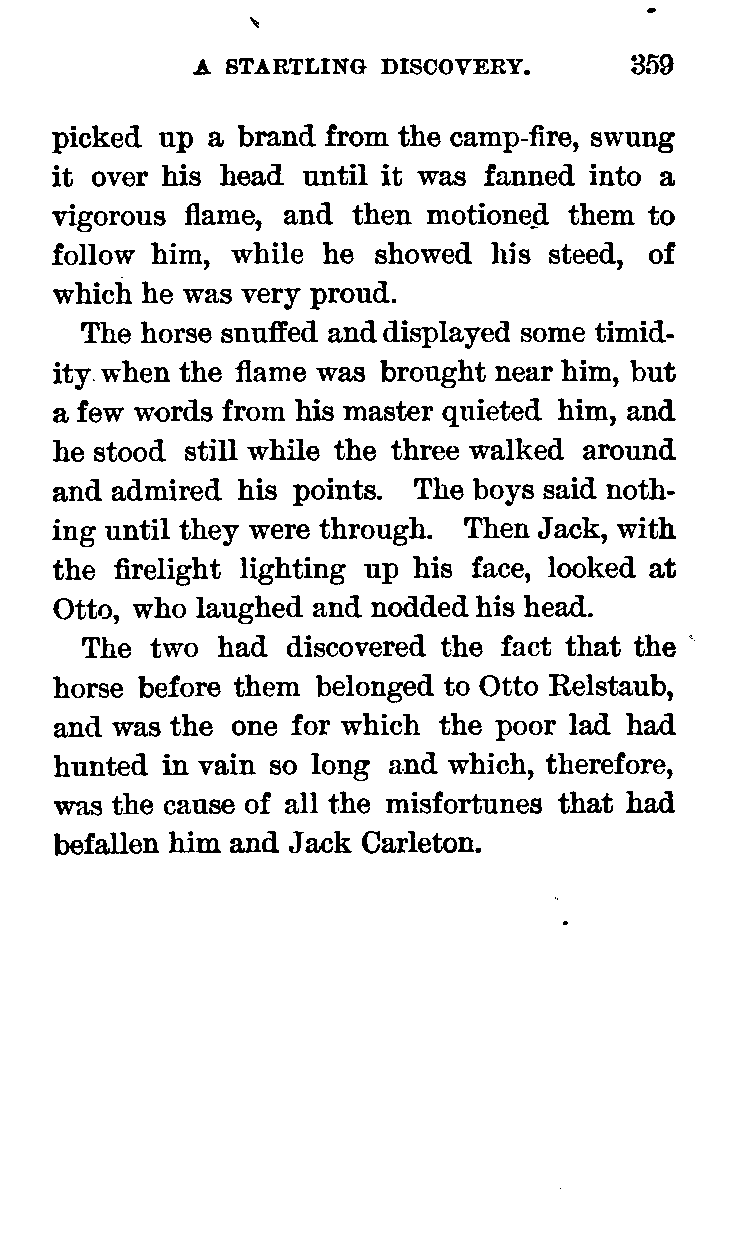 A STARTLING DISCOVERY. 359
picked up a brand from the camp-fire, swung
it over his head until it was fanned into a
vigorous flame, and then motioned them to
follow him, while he showed his steed, of
which he was very proud.
The horse snuffed and displayed some timid-
ity when the flame was brought near him, but
a few words from his master quieted him, and
he stood still while the three walked around
and admired his points. The boys said noth-
ing until they were through. Then Jack, with
the firelight lighting up his face, looked at
Otto, who laughed and nodded his head.
The two had discovered the fact that the
horse before them belonged to Otto Relstaub,
and was the one for which the poor lad had
hunted in vain so long and which, therefore,
was the cause of all the misfortunes that had
befallen him and Jack Carleton.